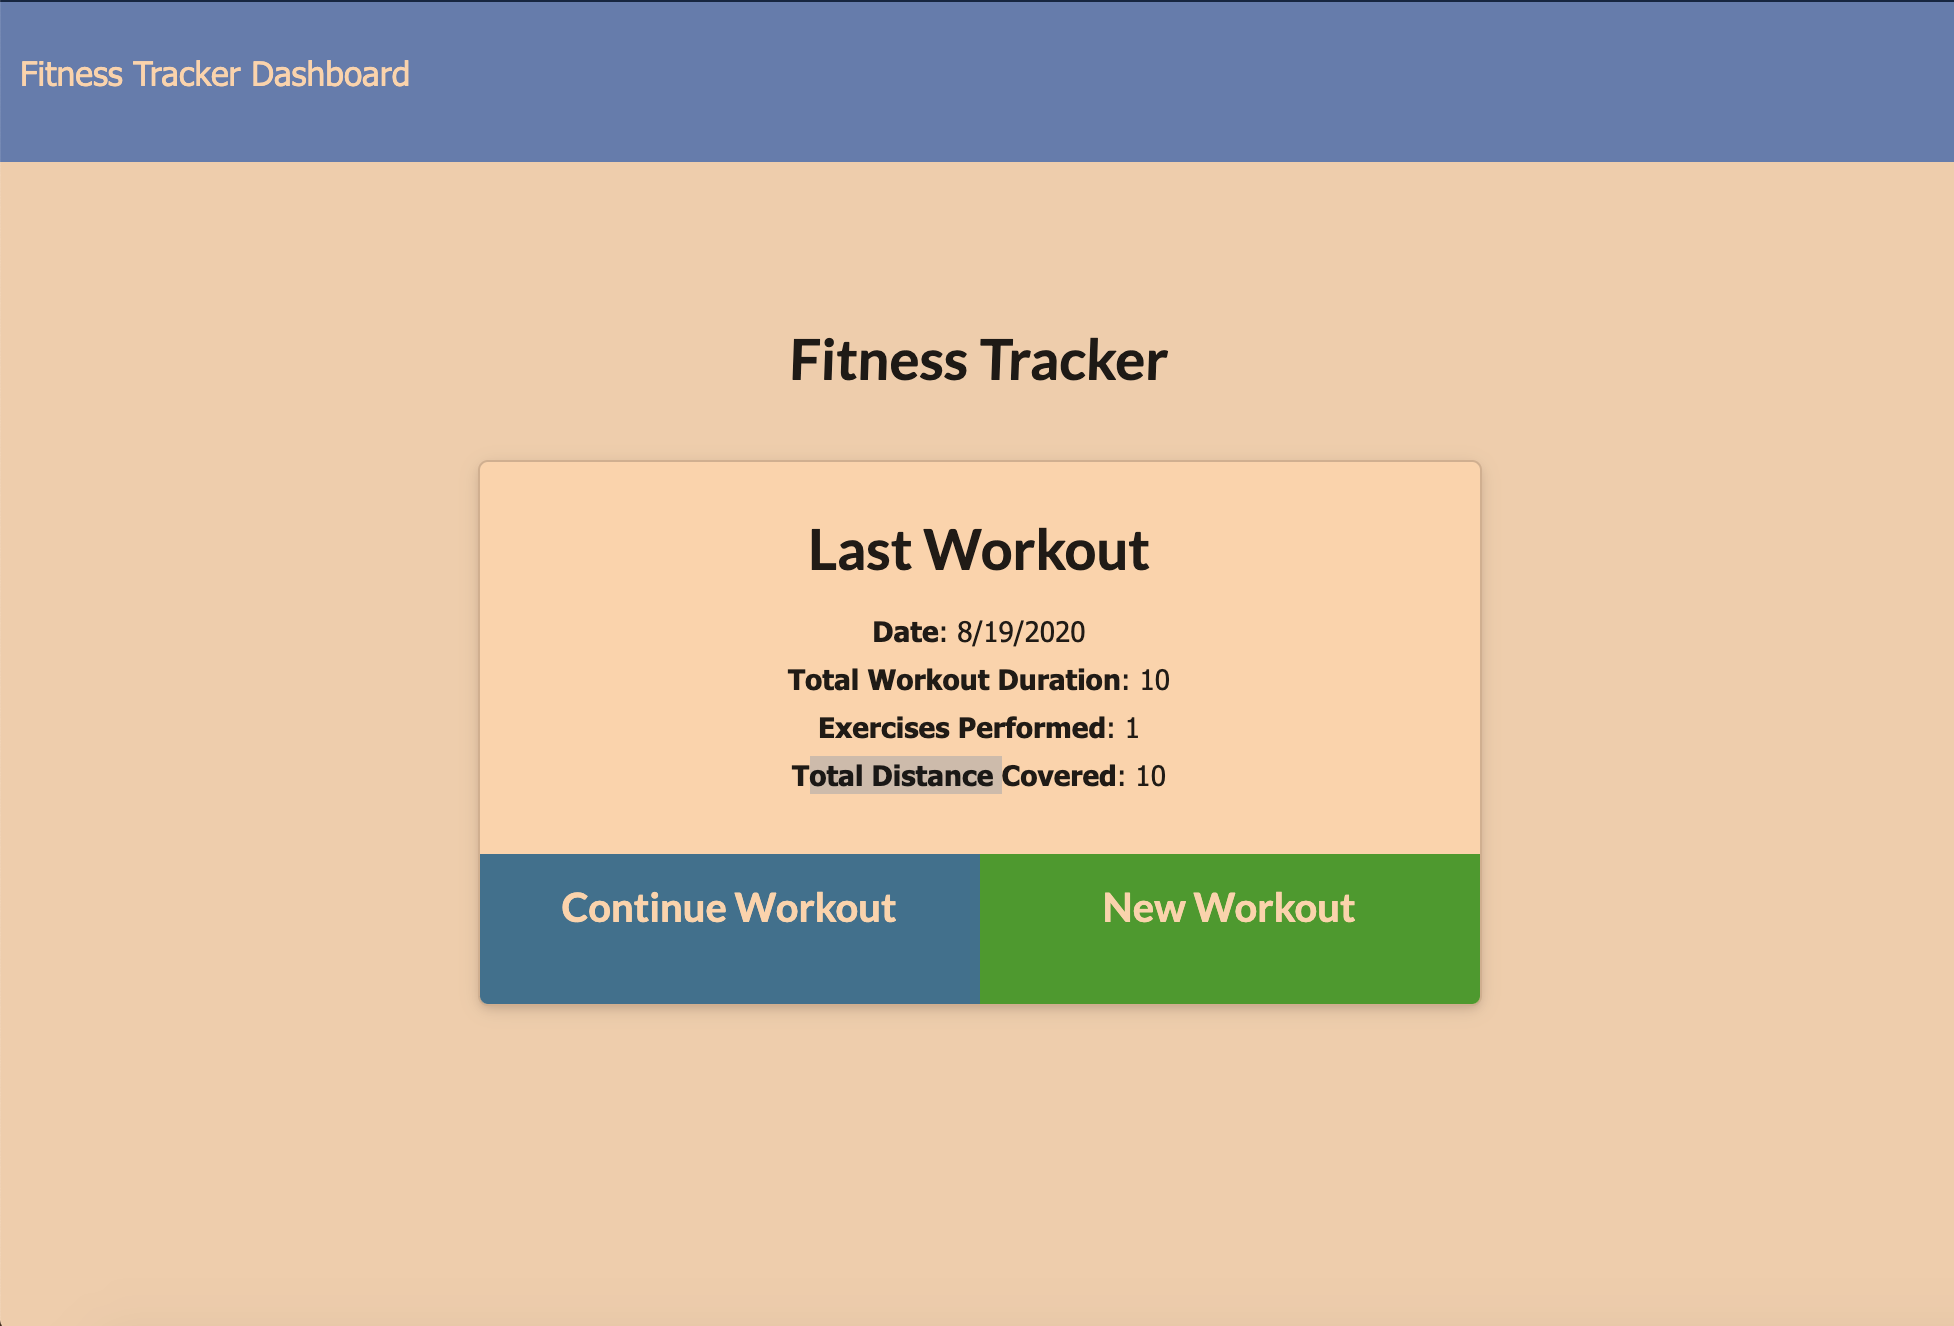 Fitness Tracker Dashboard
Fitness Tracker
Last Workout
Date: 8/19/2020
Total Workout Duration: 10
Exercises Performed: 1
Total Distance Covered: 10
Continue Workout
New Workout